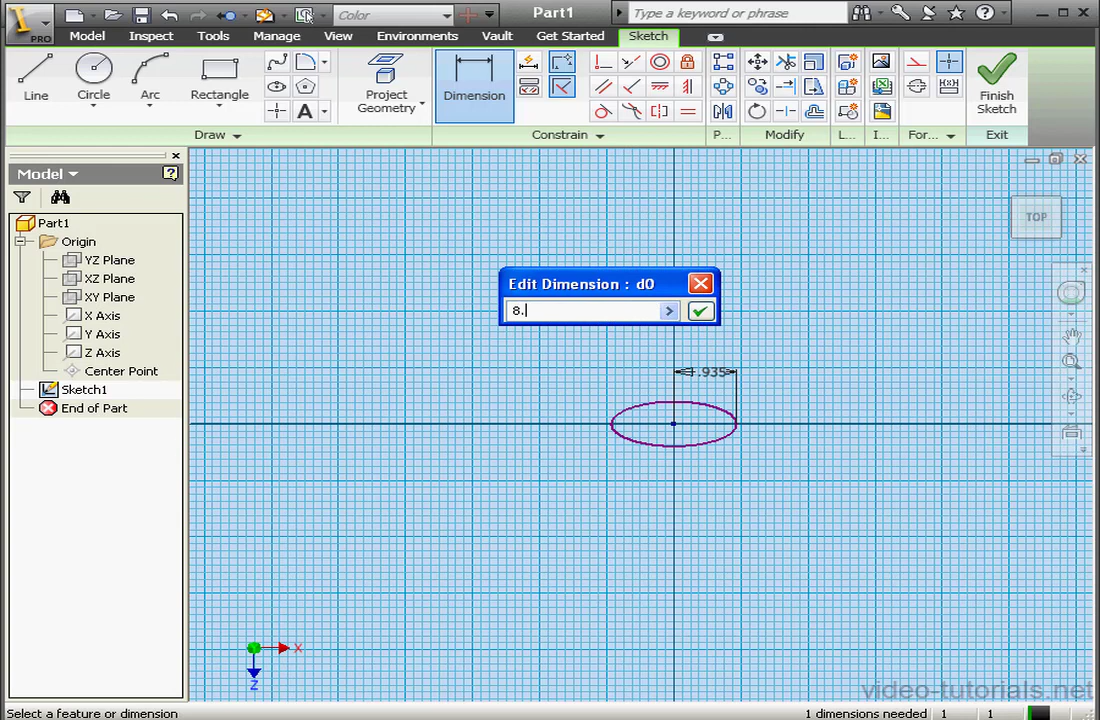 Color
Part1
Type a keyword or phrase
PRO
Model
Inspect
Tools
Manage
View
Environments
Vault
Get Started
Sketch
Line
Circle
Arc
Rectangle
A
Project
Geometry
Dimension
Finish
Sketch
Draw
Constrain
P...
Modify
L...
I...
For...
Exit
Model
Part1
Origin
YZ Plane
XZ Plane
XY Plane
X Axis
Y Axis
Z Axis
Center Point
Sketch1
End of Part
TOP
Edit Dimension : d0
8.
.935
X
Z
video-tutorials.net
Select a feature or dimension
1 dimensions needed
1
1